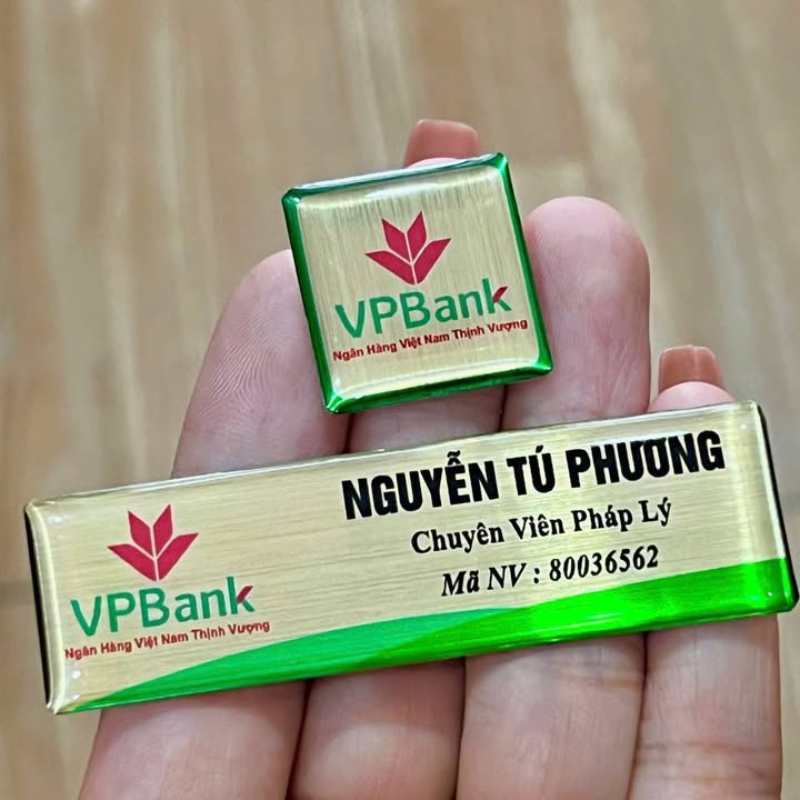 VPBank
Ngân Hàng Việt Nam Thịnh Vượng
NGUYỄN TÚ PHƯƠNG
Chuyên Viên Pháp Lý
Mã NV : 80036562
VPBank
Ngân Hàng Việt Nam Thịnh Vượng